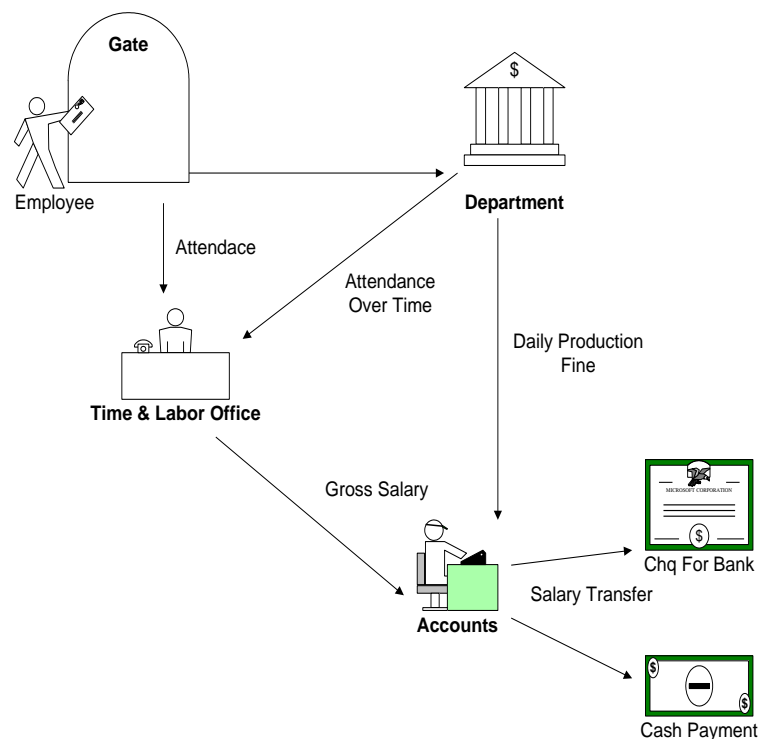 Gate
$
Employee
Department
Attendace
Attendance
Over Time
Daily Production
Fine
Time & Labor Office
Gross Salary
MICROSOFT CORPORATION
$
Chq For Bank
Salary Transfer
Accounts
$
$
Cash Payment